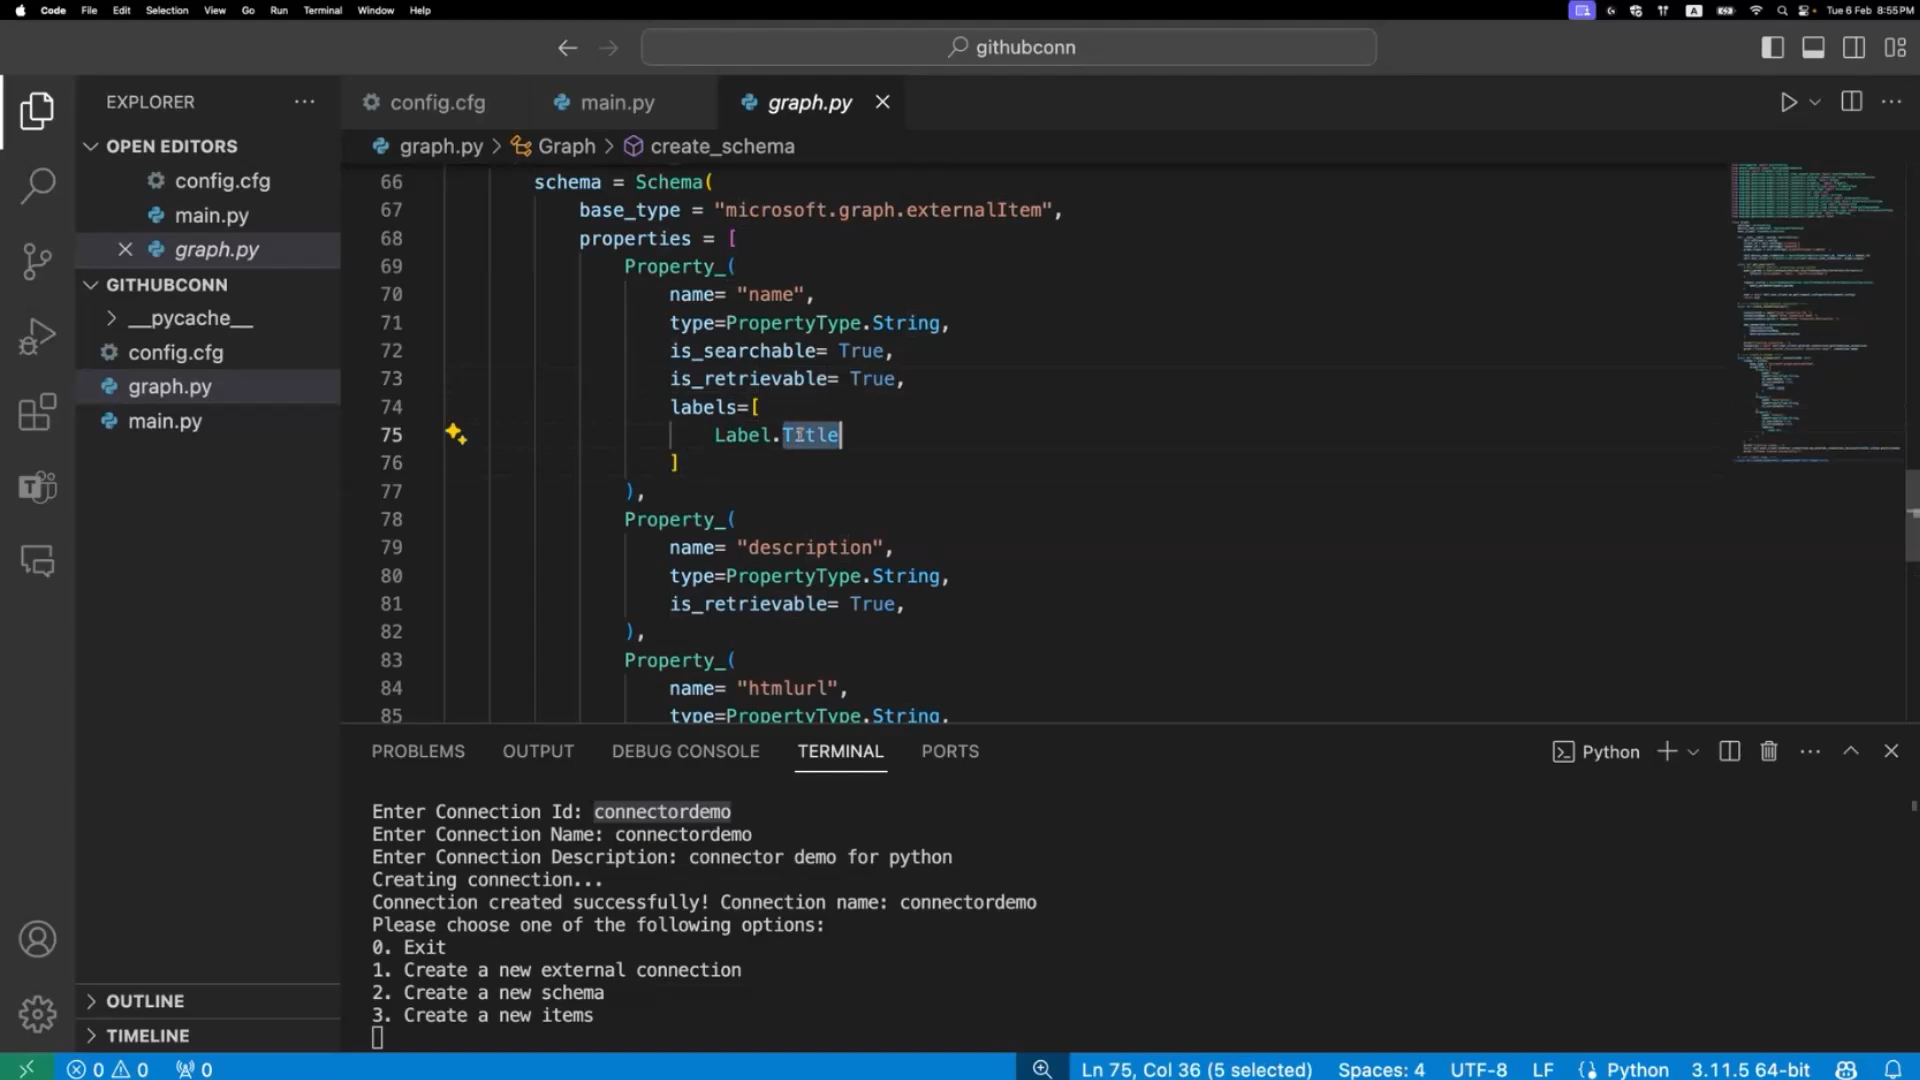 Code File Edit Selection View Go Run Terminal Window Help
A Tue 6 Feb 8:55PM
githubconn
EXPLORER
config.cfg main.py graph.py
OPEN EDITORS
graph.py > Graph > create_schema
config.cfg
main.py
graph.py
GITHUBCONN
__pycache__
config.cfg
graph.py
main.py
OUTLINE
TIMELINE
66 schema = Schema(
67 base_type = "microsoft.graph.externalItem",
68 properties = [
69 Property_(
70 name= "name",
71 type=PropertyType.String,
72 is_searchable= True,
73 is_retrievable= True,
74 labels=[
75 Label.Title
76 ]
77 ),
78 Property_(
79 name= "description",
80 type=PropertyType.String,
81 is_retrievable= True,
82 ),
83 Property_(
84 name= "htmlurl",
85 type=PropertyType.String,
PROBLEMS OUTPUT DEBUG CONSOLE TERMINAL PORTS
Python
Enter Connection Id: connectordemo
Enter Connection Name: connectordemo
Enter Connection Description: connector demo for python
Creating connection...
Connection created successfully! Connection name: connectordemo
Please choose one of the following options:
0. Exit
1. Create a new external connection
2. Create a new schema
3. Create a new items
0 0 0 Ln 75, Col 36 (5 selected) Spaces: 4 UTF-8 LF Python 3.11.5 64-bit